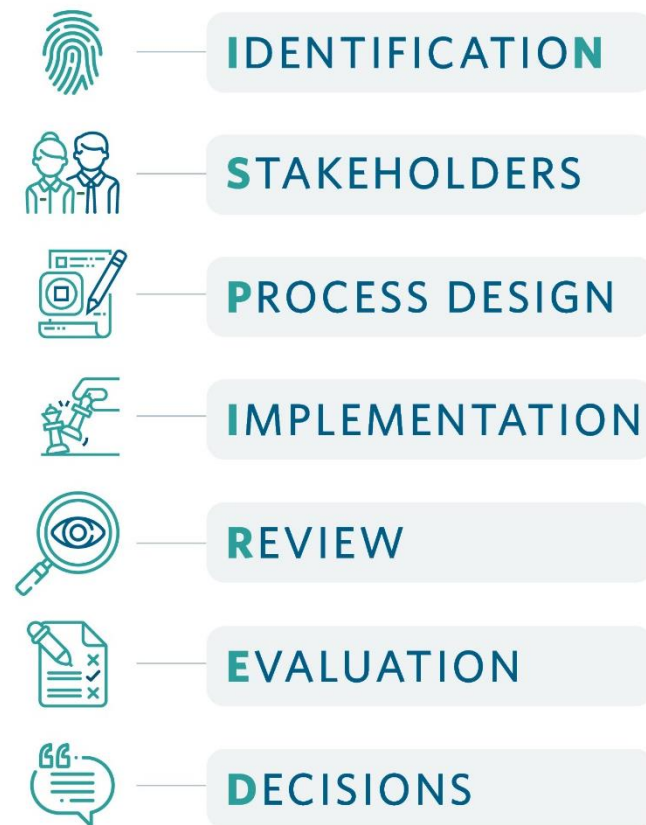 IDENTIFICATION
STAKEHOLDERS
PROCESS DESIGN
IMPLEMENTATION
REVIEW
EVALUATION
DECISIONS